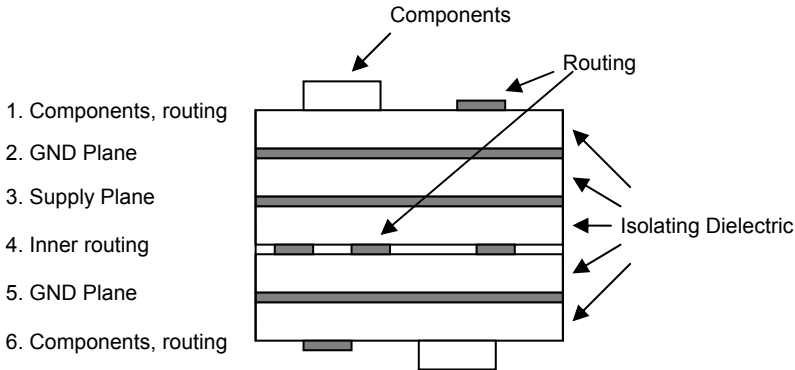 Components
Routing
1. Components, routing
2. GND Plane
3. Supply Plane
4. Inner routing
5. GND Plane
6. Components, routing
Isolating Dielectric